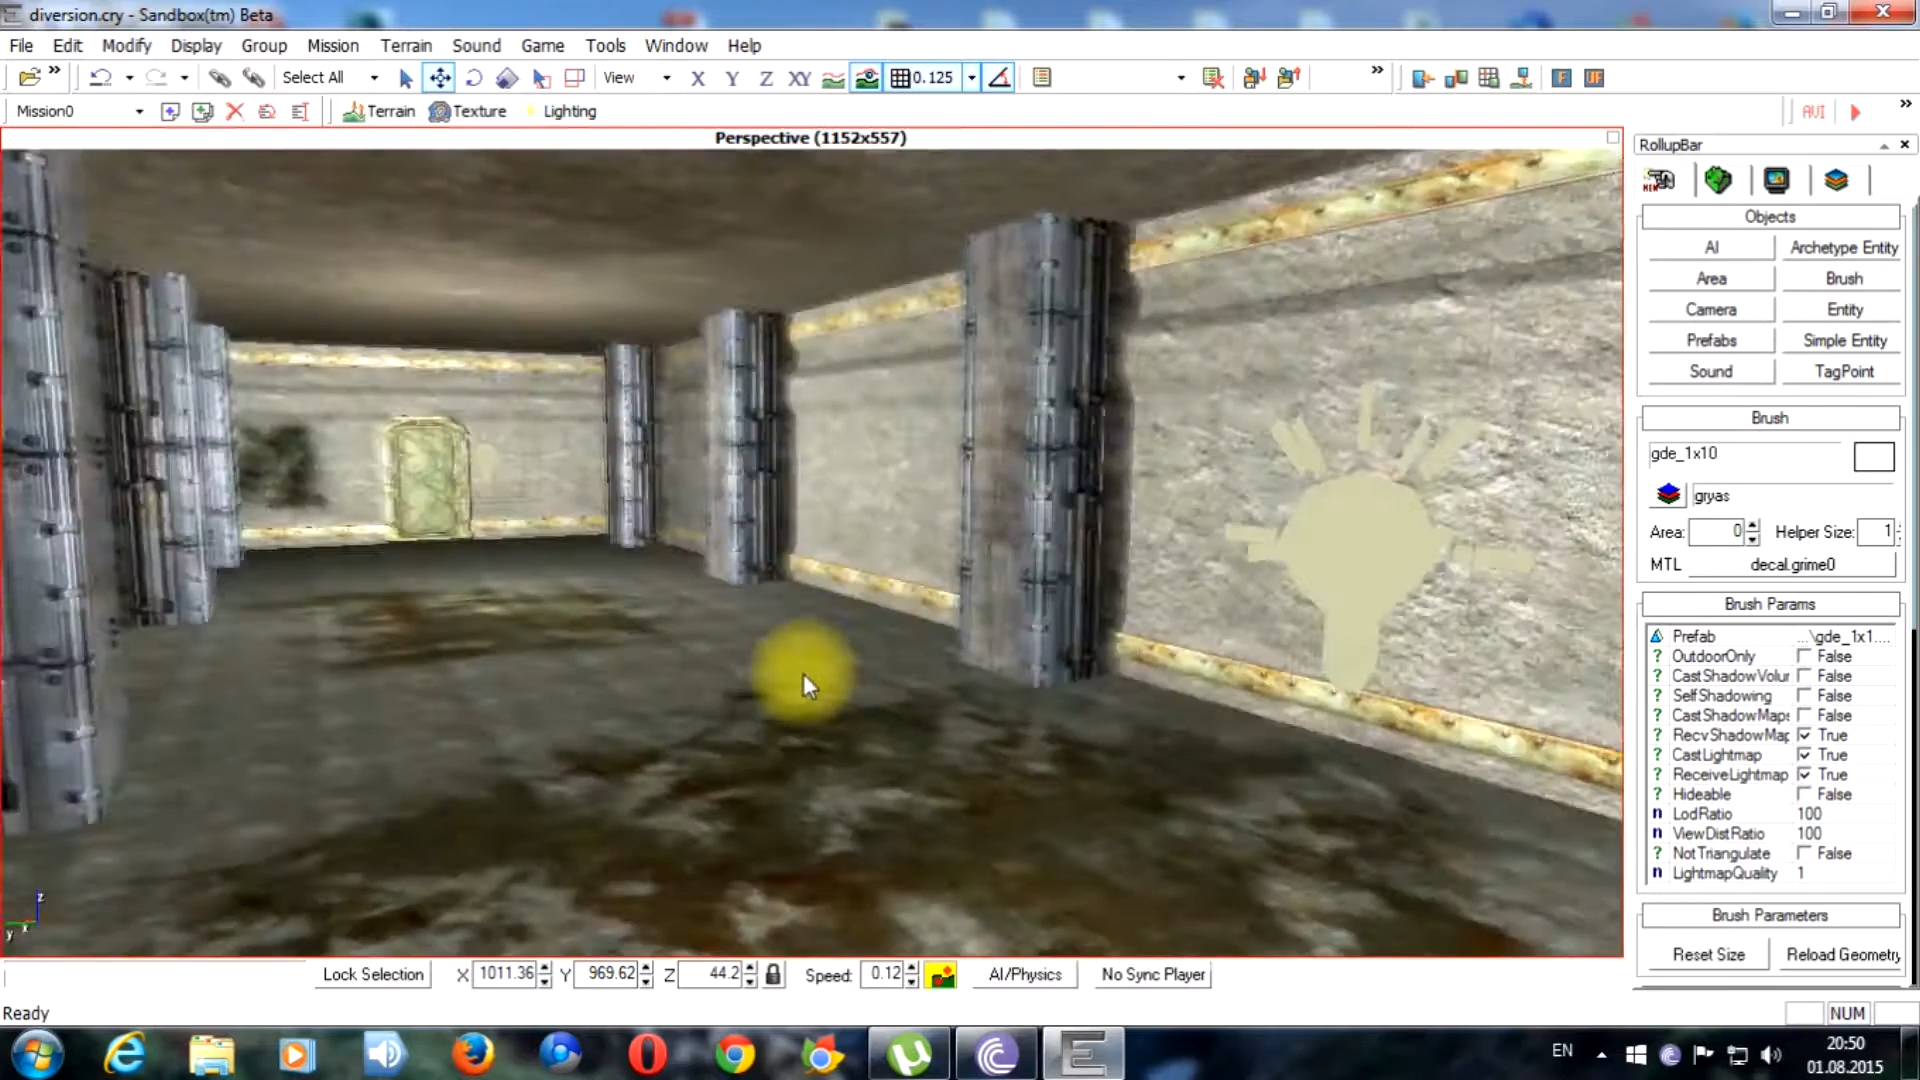 diversion.cry - Sandbox(tm) Beta
File Edit Modify Display Group Mission Terrain Sound Game Tools Window Help
Select All View X Y Z XY 0.125
Mission0 Terrain Texture Lighting AVI
Perspective (1152x557)
RollupBar
NEW
Objects
AI Archetype Entity
Area Brush
Camera Entity
Prefabs Simple Entity
Sound TagPoint
Brush
gde_1x10
gryas
Area: 0 Helper Size: 1
MTL decal.grime0
Brush Params
Prefab ...\gde_1x1....
OutdoorOnly False
CastShadowVolur False
SelfShadowing False
CastShadowMaps False
RecvShadowMap True
CastLightmap True
ReceiveLightmap True
Hideable False
LodRatio 100
ViewDistRatio 100
NotTriangulate False
LightmapQuality 1
Brush Parameters
Reset Size Reload Geometry
z
y x
Lock Selection X 1011.36 Y 969.62 Z 44.2 Speed: 0.12 AI/Physics No Sync Player
Ready NUM
EN 20:50
01.08.2015